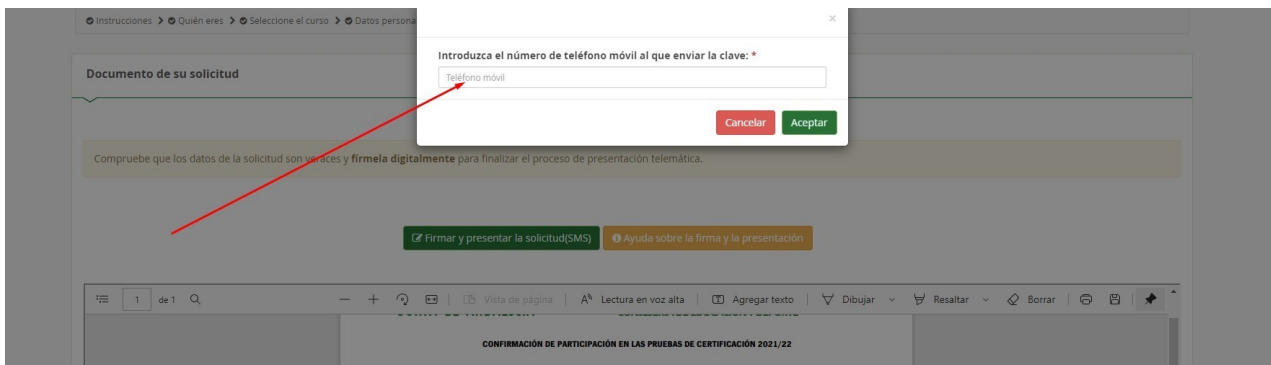 Instrucciones > Quién eres > Seleccione el curso > Datos persona
×
Introduzca el número de teléfono móvil al que enviar la clave: *
Teléfono móvil
Cancelar Aceptar
Documento de su solicitud
Compruebe que los datos de la solicitud son veraces y fírmela digitalmente para finalizar el proceso de presentación telemática.
Firmar y presentar la solicitud(SMS) Ayuda sobre la firma y la presentación
1 de 1 Vista de página Lectura en voz alta Agregar texto Dibujar Resaltar Borrar
CONFIRMACIÓN DE PARTICIPACIÓN EN LAS PRUEBAS DE CERTIFICACIÓN 2021/22